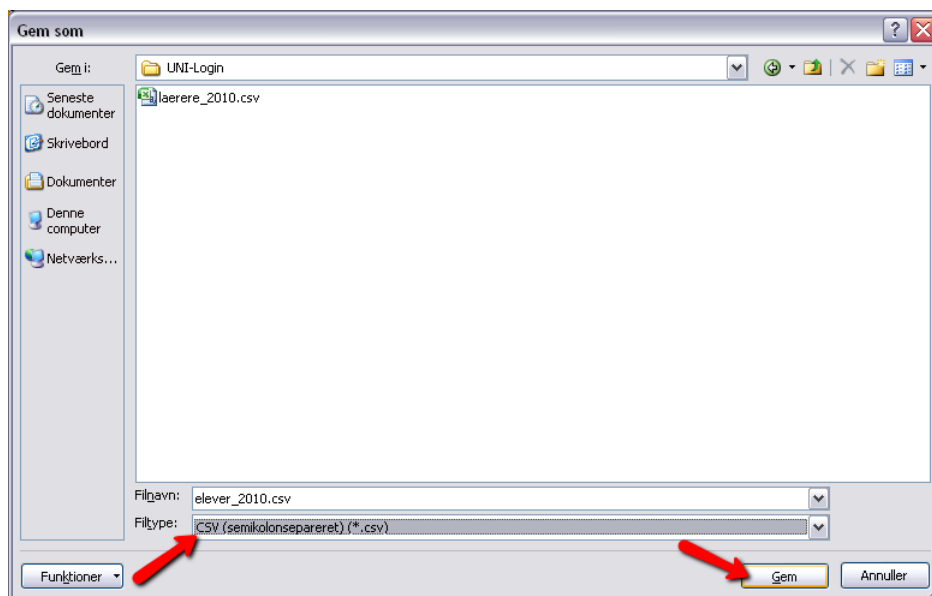 Gem som
Gem i:
UNI-Login
Seneste
dokumenter
Skrivebord
Dokumenter
Denne
computer
Netværks...
laerere_2010.csv
Filnavn:
elever_2010.csv
Filtype:
CSV (semikolonsepareret) (*.csv)
Funktioner
Gem
Annuller